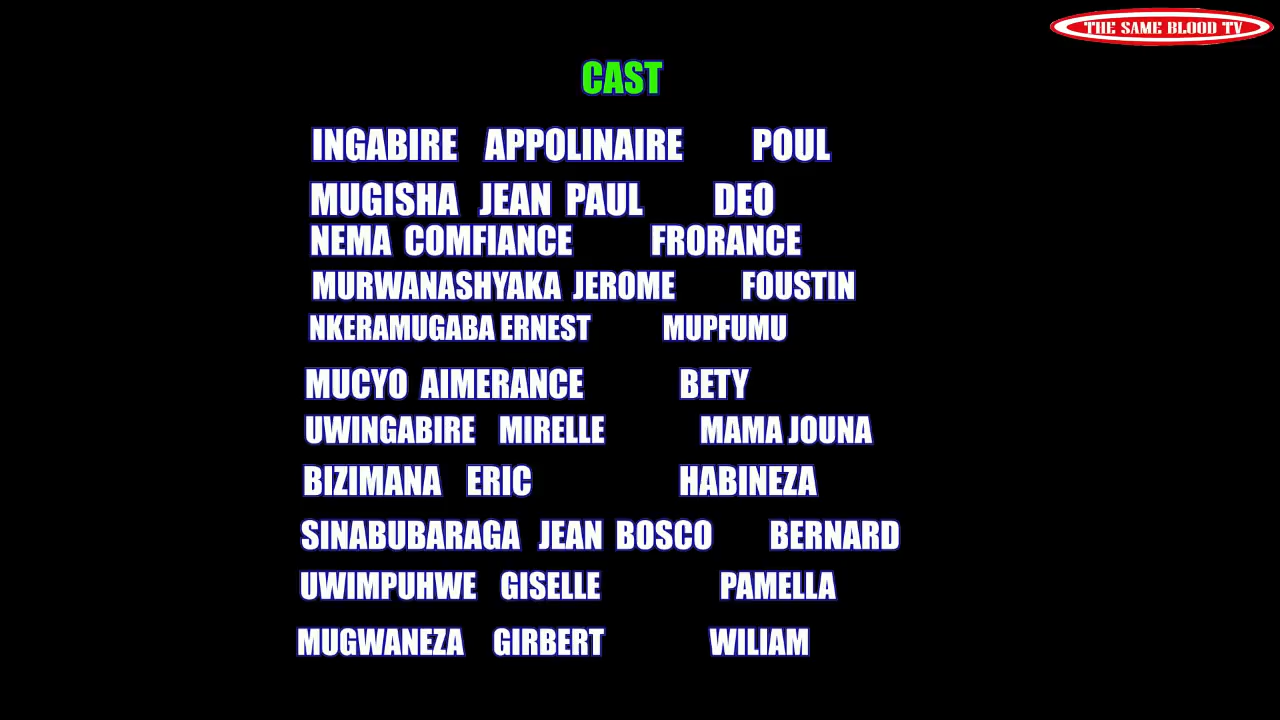 THE SAME BLOOD TV
CAST
INGABIRE APPOLINAIRE POUL
MUGISHA JEAN PAUL DEO
NEMA COMFIANCE FRORANCE
MURWANASHYAKA JEROME FOUSTIN
NKERAMUGABA ERNEST MUPFUMU
MUCYO AIMERANCE BETY
UWINGABIRE MIRELLE MAMA JOUNA
BIZIMANA ERIC HABINEZA
SINABUBARAGA JEAN BOSCO BERNARD
UWIMPUHWE GISELLE PAMELLA
MUGWANEZA GIRBERT WILIAM